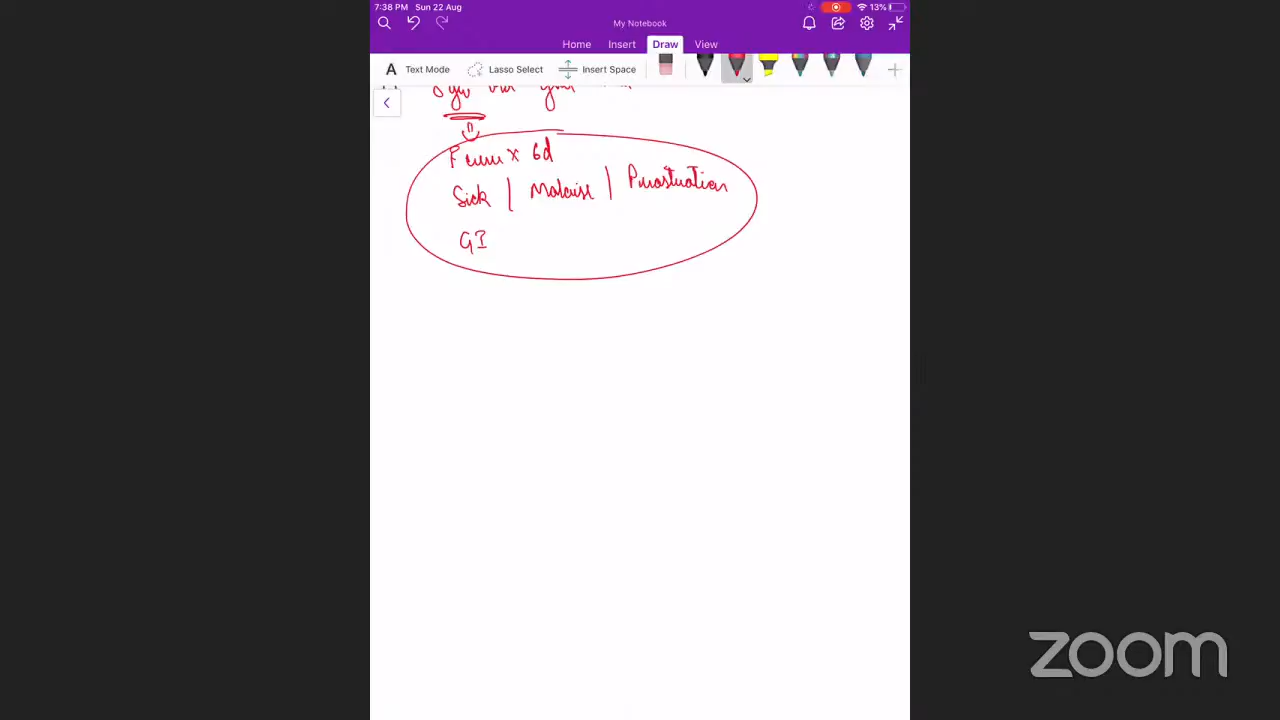 7:38 PM Sun 22 Aug 13%
My Notebook
Home Insert Draw View
A Text Mode Lasso Select Insert Space
Fever x 6d
Sick | Malaise | Prostration
GI
zoom